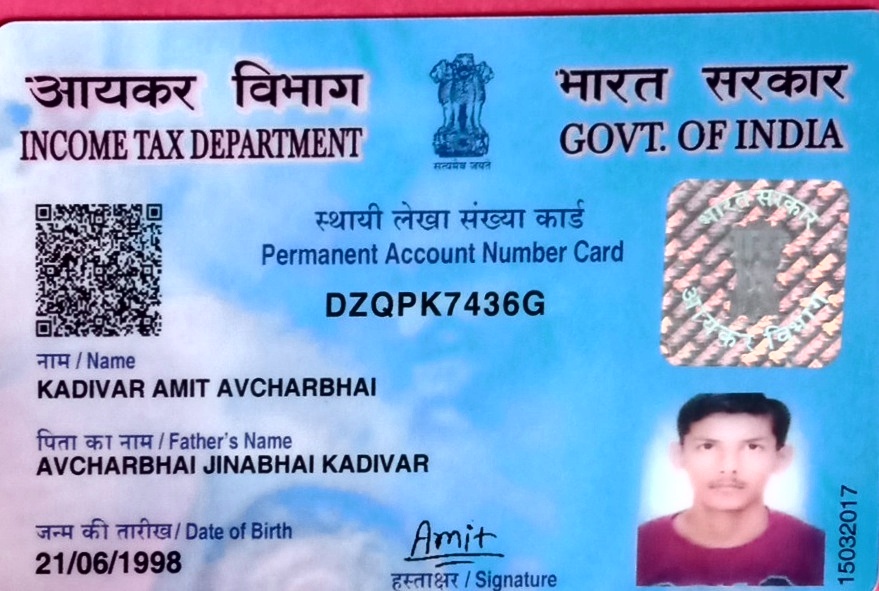 आयकर विभाग
INCOME TAX DEPARTMENT
सत्यमेव जयते
भारत सरकार
GOVT. OF INDIA
स्थायी लेखा संख्या कार्ड
Permanent Account Number Card
DZQPK7436G
भारत सरकार
आयकर विभाग
नाम / Name
KADIVAR AMIT AVCHARBHAI
पिता का नाम / Father's Name
AVCHARBHAI JINABHAI KADIVAR
जन्म की तारीख / Date of Birth
21/06/1998
Amit
हस्ताक्षर / Signature
15032017